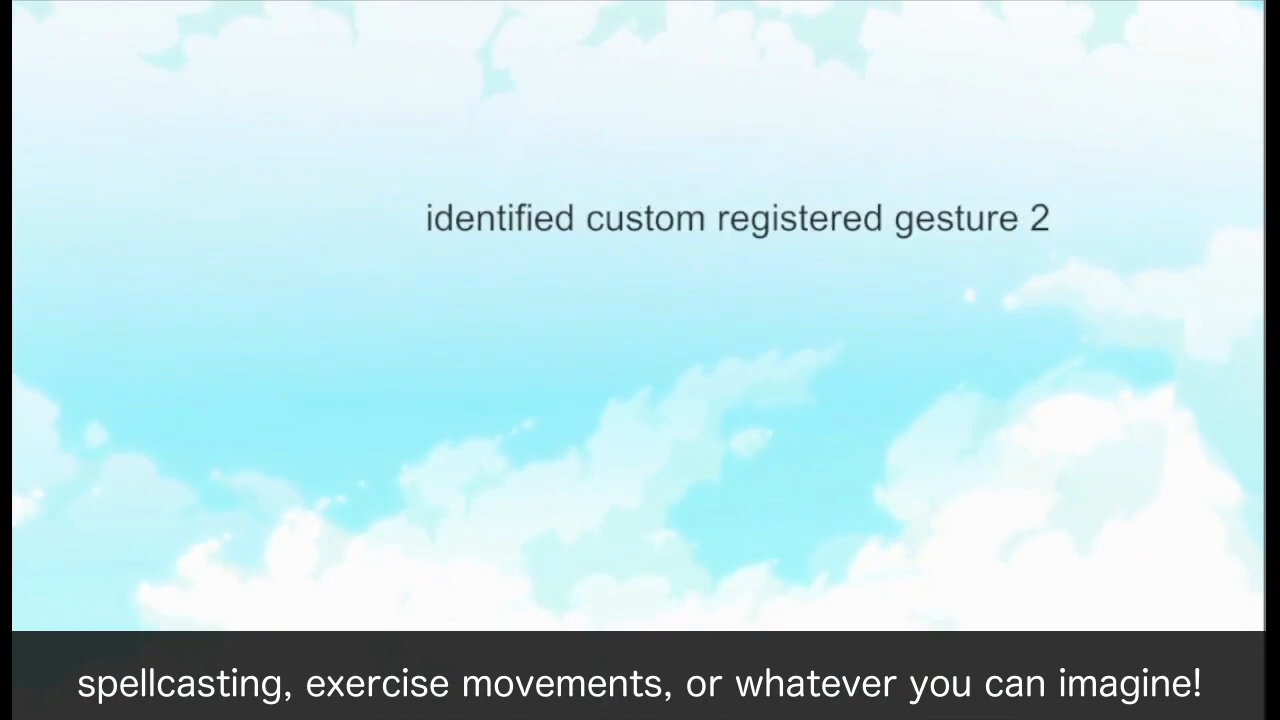 identified custom registered gesture 2
spellcasting, exercise movements, or whatever you can imagine!